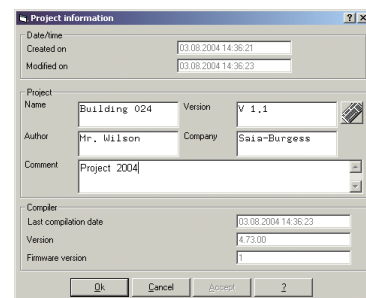 Project information
Date/time
Created on 03.08.2004 14:36:21
Modified on 03.08.2004 14:36:23
Project
Name Building 024 Version V 1.1
Author Mr. Wilson Company Saia-Burgess
Comment Project 2004
Compiler
Last compilation date 03.08.2004 14:36:23
Version 4.73.00
Firmware version 1
Ok Cancel Accept ?